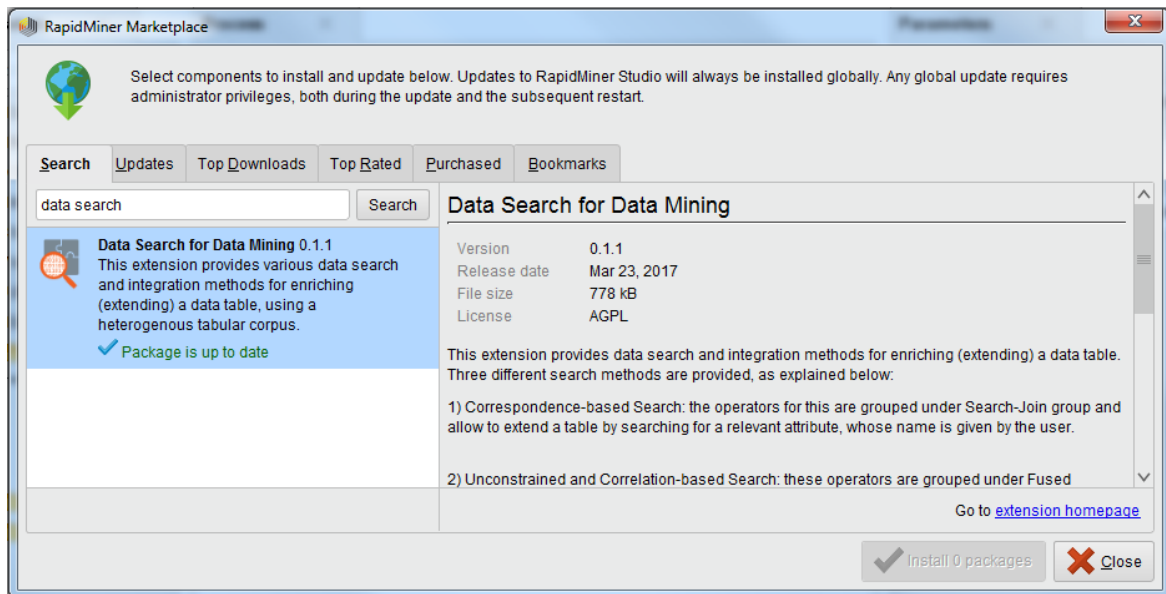 RapidMiner Marketplace
Select components to install and update below. Updates to RapidMiner Studio will always be installed globally. Any global update requires
administrator privileges, both during the update and the subsequent restart.
Search Updates Top Downloads Top Rated Purchased Bookmarks
data search Search
Data Search for Data Mining 0.1.1
This extension provides various data search
and integration methods for enriching
(extending) a data table, using a
heterogenous tabular corpus.
Package is up to date
Data Search for Data Mining
Version 0.1.1
Release date Mar 23, 2017
File size 778 kB
License AGPL
This extension provides data search and integration methods for enriching (extending) a data table.
Three different search methods are provided, as explained below:
1) Correspondence-based Search: the operators for this are grouped under Search-Join group and
allow to extend a table by searching for a relevant attribute, whose name is given by the user.
2) Unconstrained and Correlation-based Search: these operators are grouped under Fused
Go to extension homepage
Install 0 packages Close